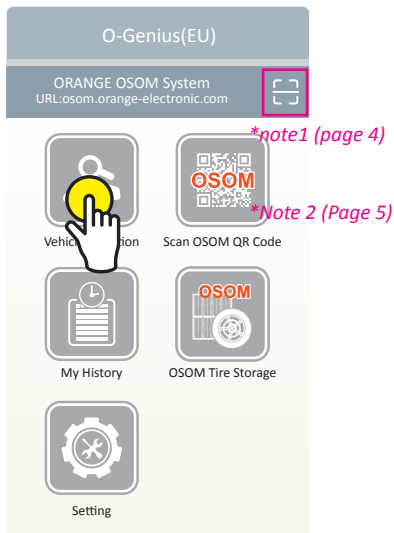 O-Genius(EU)
ORANGE OSOM System
URL:osom.orange-electronic.com
*note1 (page 4)
OSOM
*Note 2 (Page 5)
Scan OSOM QR Code
OSOM
My History
OSOM Tire Storage
Setting